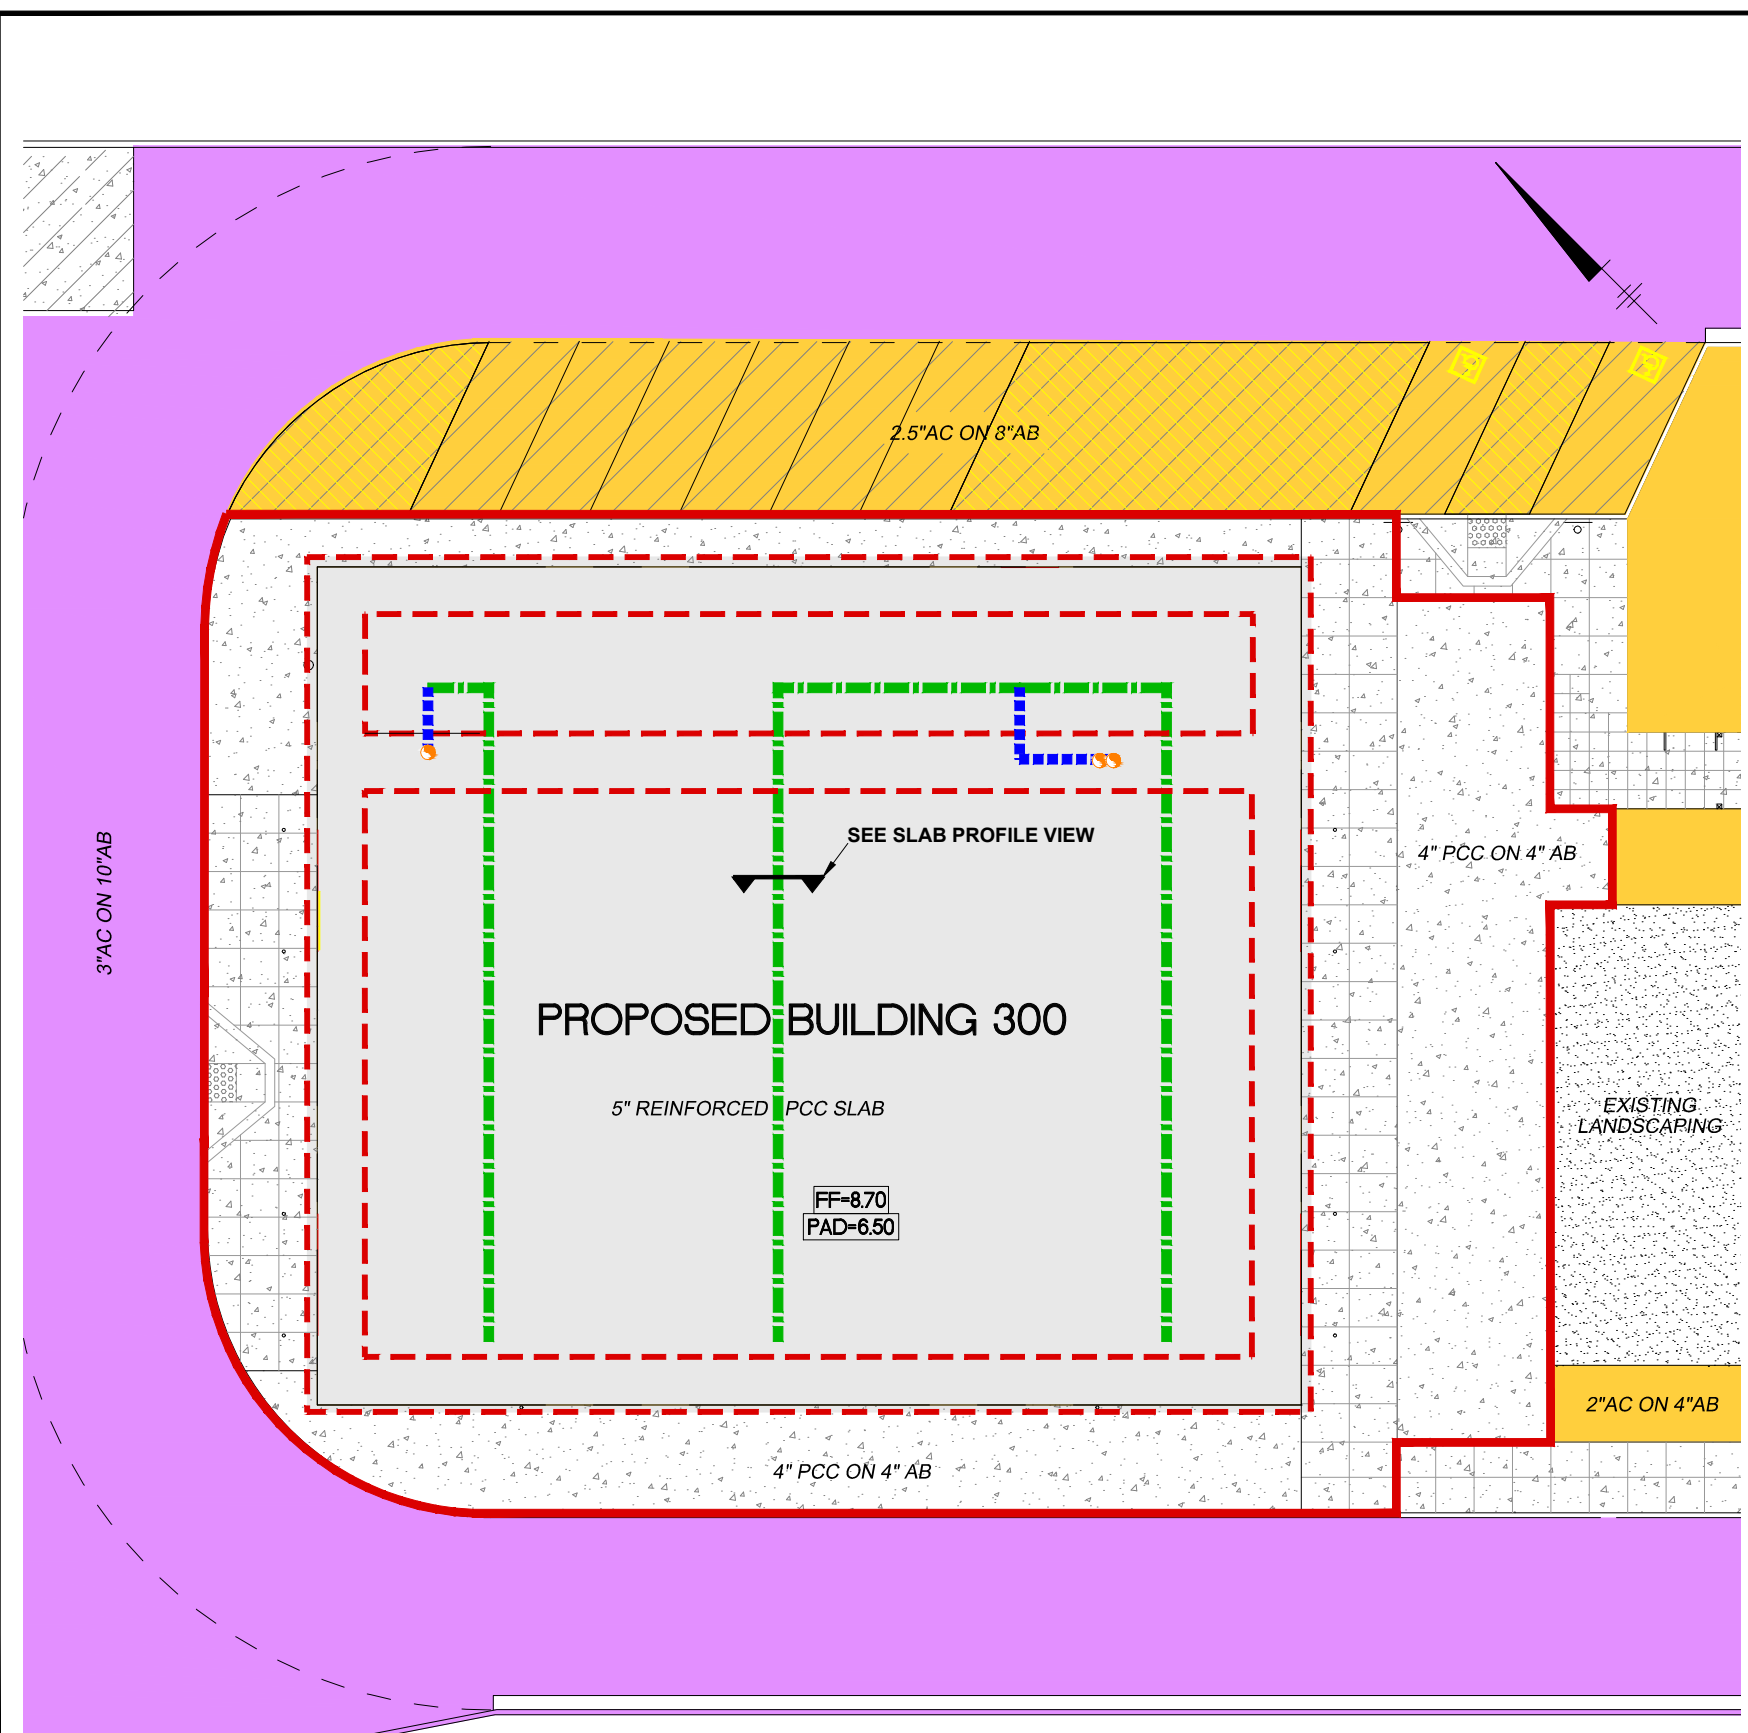 2.5"AC ON 8"AB
SEE SLAB PROFILE VIEW
3"AC ON 10"AB
4" PCC ON 4" AB
PROPOSED BUILDING 300
5" REINFORCED PCC SLAB
EXISTING
LANDSCAPING
FF=8.70
PAD=6.50
2"AC ON 4"AB
4" PCC ON 4" AB